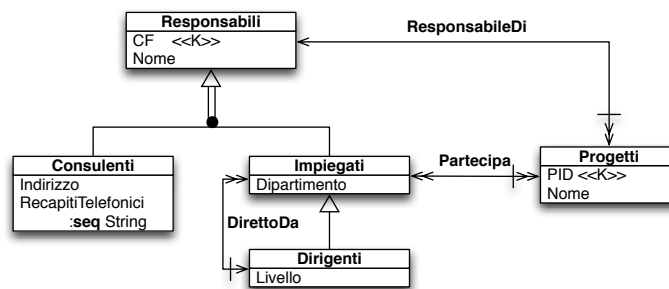 Responsabili
CF <<K>>
Nome
ResponsabileDi
Consulenti
Indirizzo
RecapitiTelefonici
:seq String
Impiegati
Dipartimento
Partecipa
Progetti
PID <<K>>
Nome
DirettoDa
Dirigenti
Livello